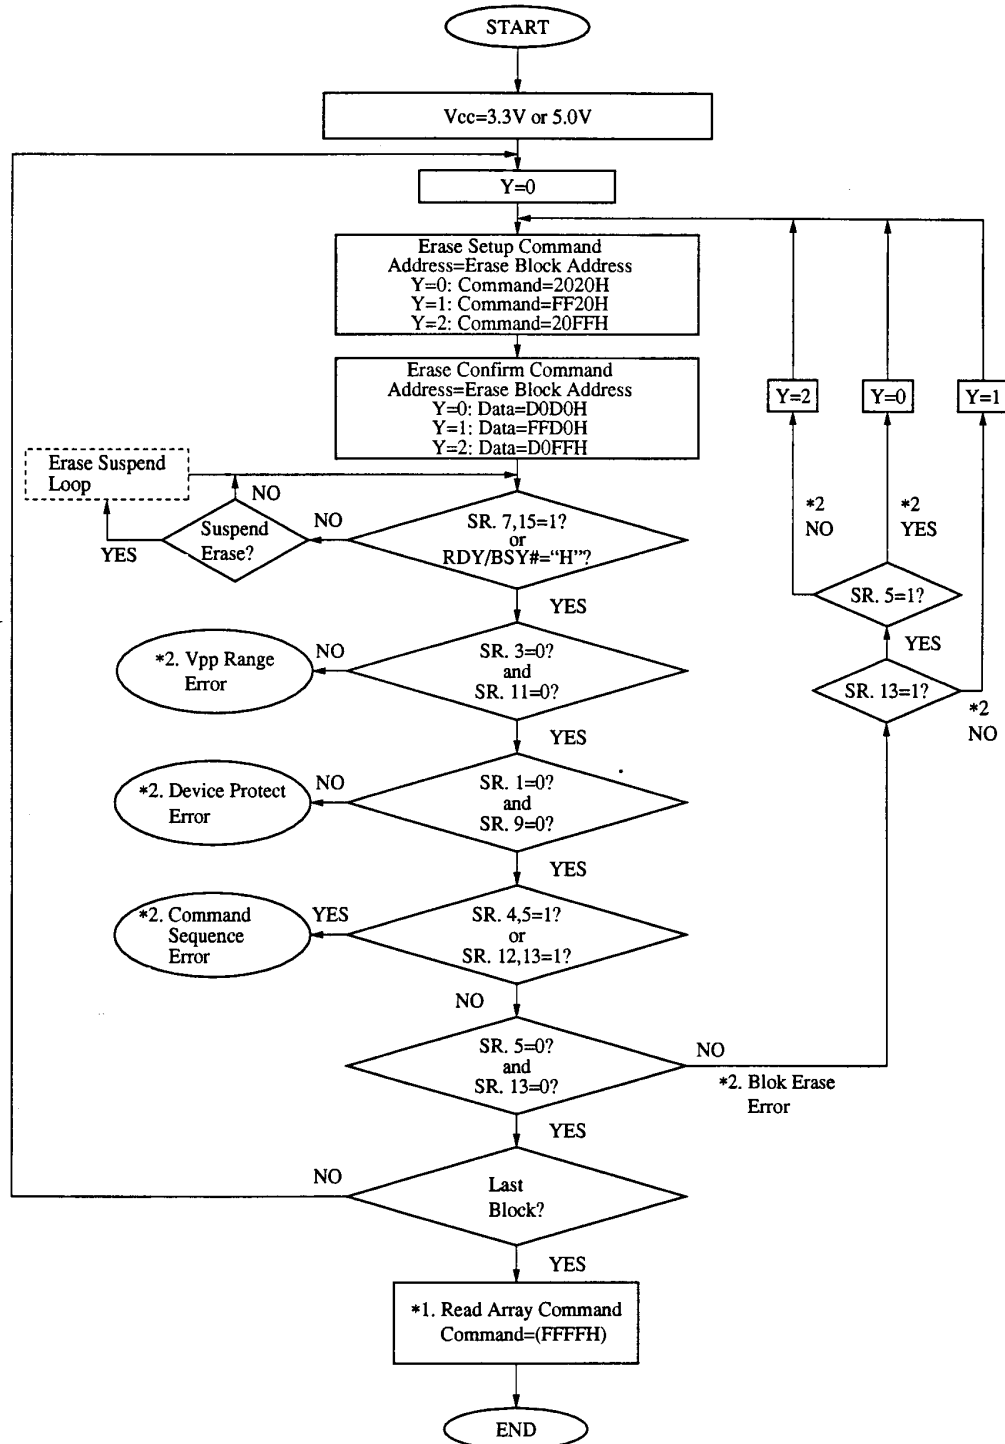 START
Vcc=3.3V or 5.0V
Y=0
Erase Setup Command
Address=Erase Block Address
Y=0: Command=2020H
Y=1: Command=FF20H
Y=2: Command=20FFH
Erase Confirm Command
Address=Erase Block Address
Y=0: Data=D0D0H
Y=1: Data=FFD0H
Y=2: Data=D0FFH
Y=2
Y=0
Y=1
Erase Suspend
Loop
NO
YES
Suspend
Erase?
NO
SR. 7,15=1?
or
RDY/BSY#="H"?
YES
*2
NO
*2
YES
SR. 5=1?
YES
SR. 13=1?
*2
NO
*2. Vpp Range
Error
NO
SR. 3=0?
and
SR. 11=0?
YES
*2. Device Protect
Error
NO
SR. 1=0?
and
SR. 9=0?
YES
*2. Command
Sequence
Error
YES
SR. 4,5=1?
or
SR. 12,13=1?
NO
SR. 5=0?
and
SR. 13=0?
NO
*2. Blok Erase
Error
YES
NO
Last
Block?
YES
*1. Read Array Command
Command=(FFFFH)
END